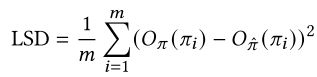 LSD = \frac{1}{m} \sum_{i=1}^{m} (O_{\pi}(\pi_i) - O_{\hat{\pi}}(\pi_i))^2